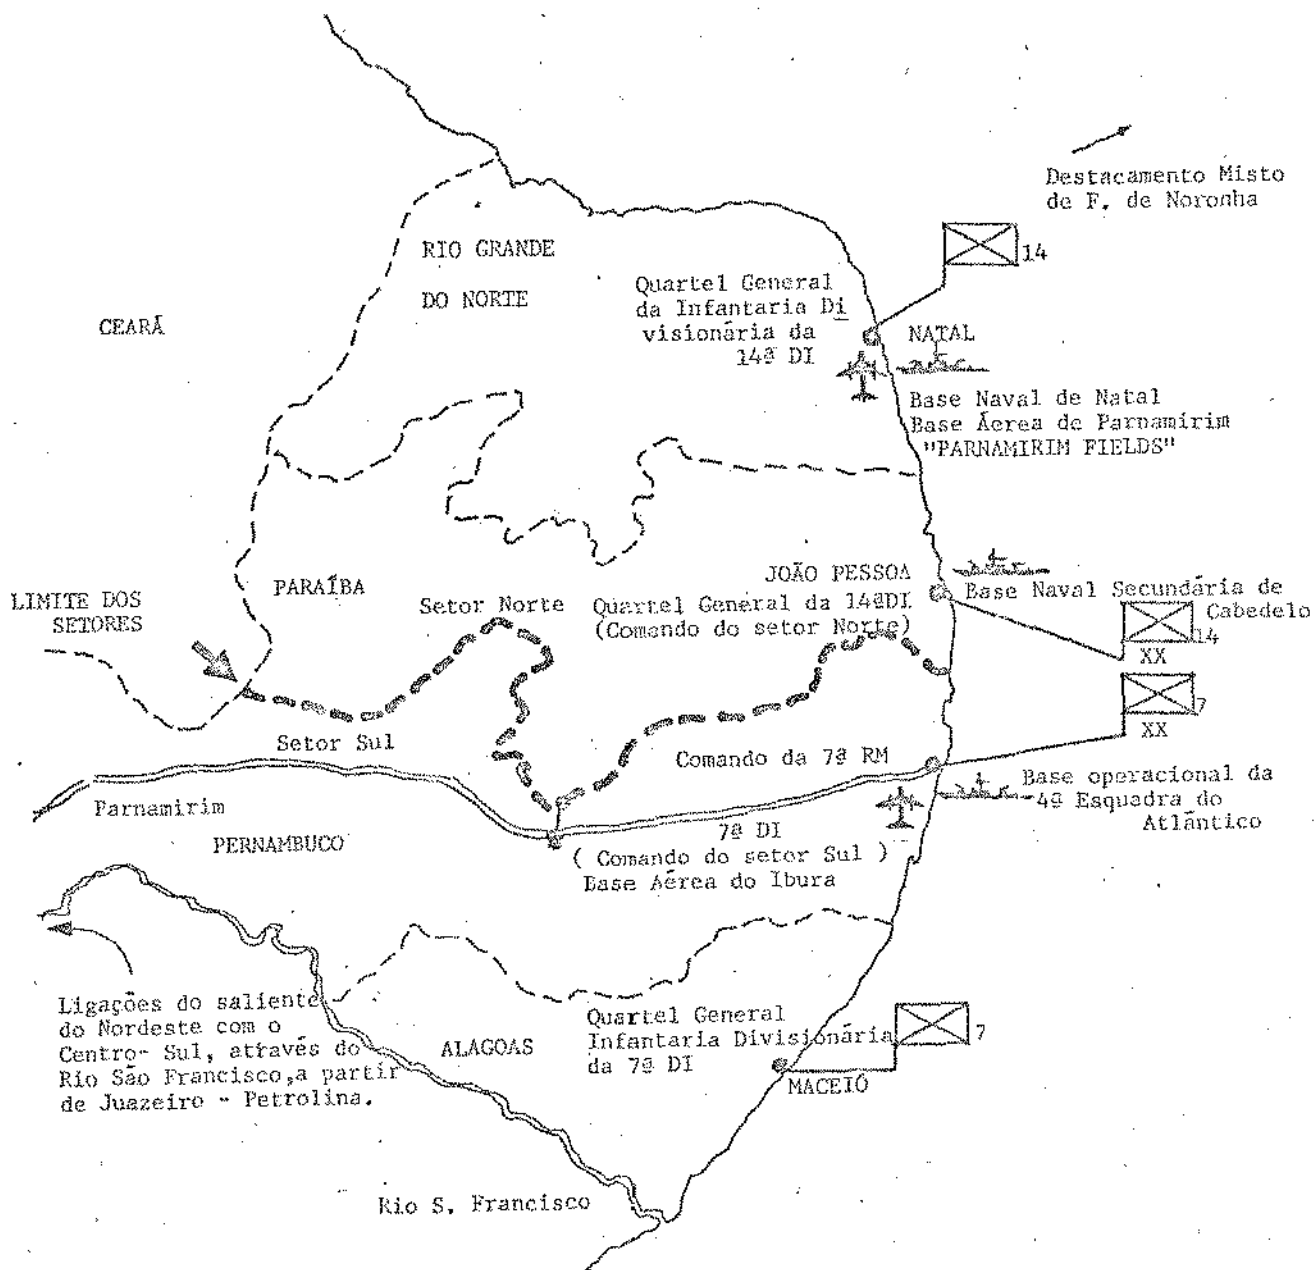 Destacamento Misto
de F. de Noronha
14
RIO GRANDE
DO NORTE
CEARÁ
Quartel General
da Infantaria Di
visionária da
14ª DI
NATAL
Base Naval de Natal
Base Áerea de Parnamirim
"PARNAMIRIM FIELDS"
PARAÍBA
LIMITE DOS
SETORES
Setor Norte
JOÃO PESSOA
Quartel General da 14ªDI
(Comando do setor Norte)
Base Naval Secundária de
Cabedelo
14
XX
7
XX
Setor Sul
Comando da 7ª RM
Parnamirim
PERNAMBUCO
7ª DI
( Comando do setor Sul )
Base Aérea do Ibura
Base operacional da
4ª Esquadra do
Atlântico
Ligações do saliente
do Nordeste com o
Centro- Sul, através do
Rio São Francisco,a partir
de Juazeiro - Petrolina.
ALAGOAS
Quartel General
Infantaria Divisionária
da 7ª DI
7
MACEIÓ
Rio S. Francisco